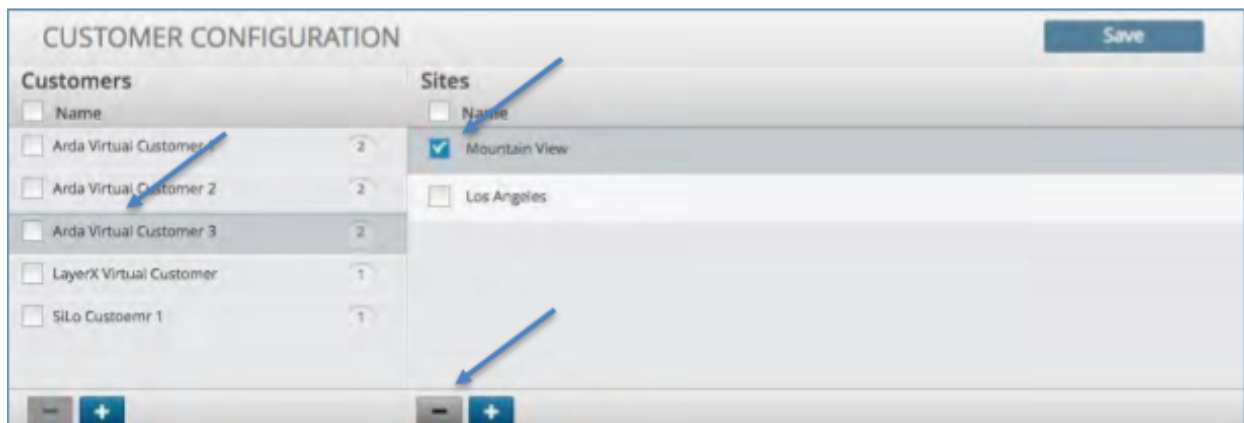 CUSTOMER CONFIGURATION
Save
Customers
Name
Arda Virtual Customer 1 2
Arda Virtual Customer 2 2
Arda Virtual Customer 3 2
LayerX Virtual Customer 1
SiLo Custoemr 1 1
Sites
Name
Mountain View
Los Angeles